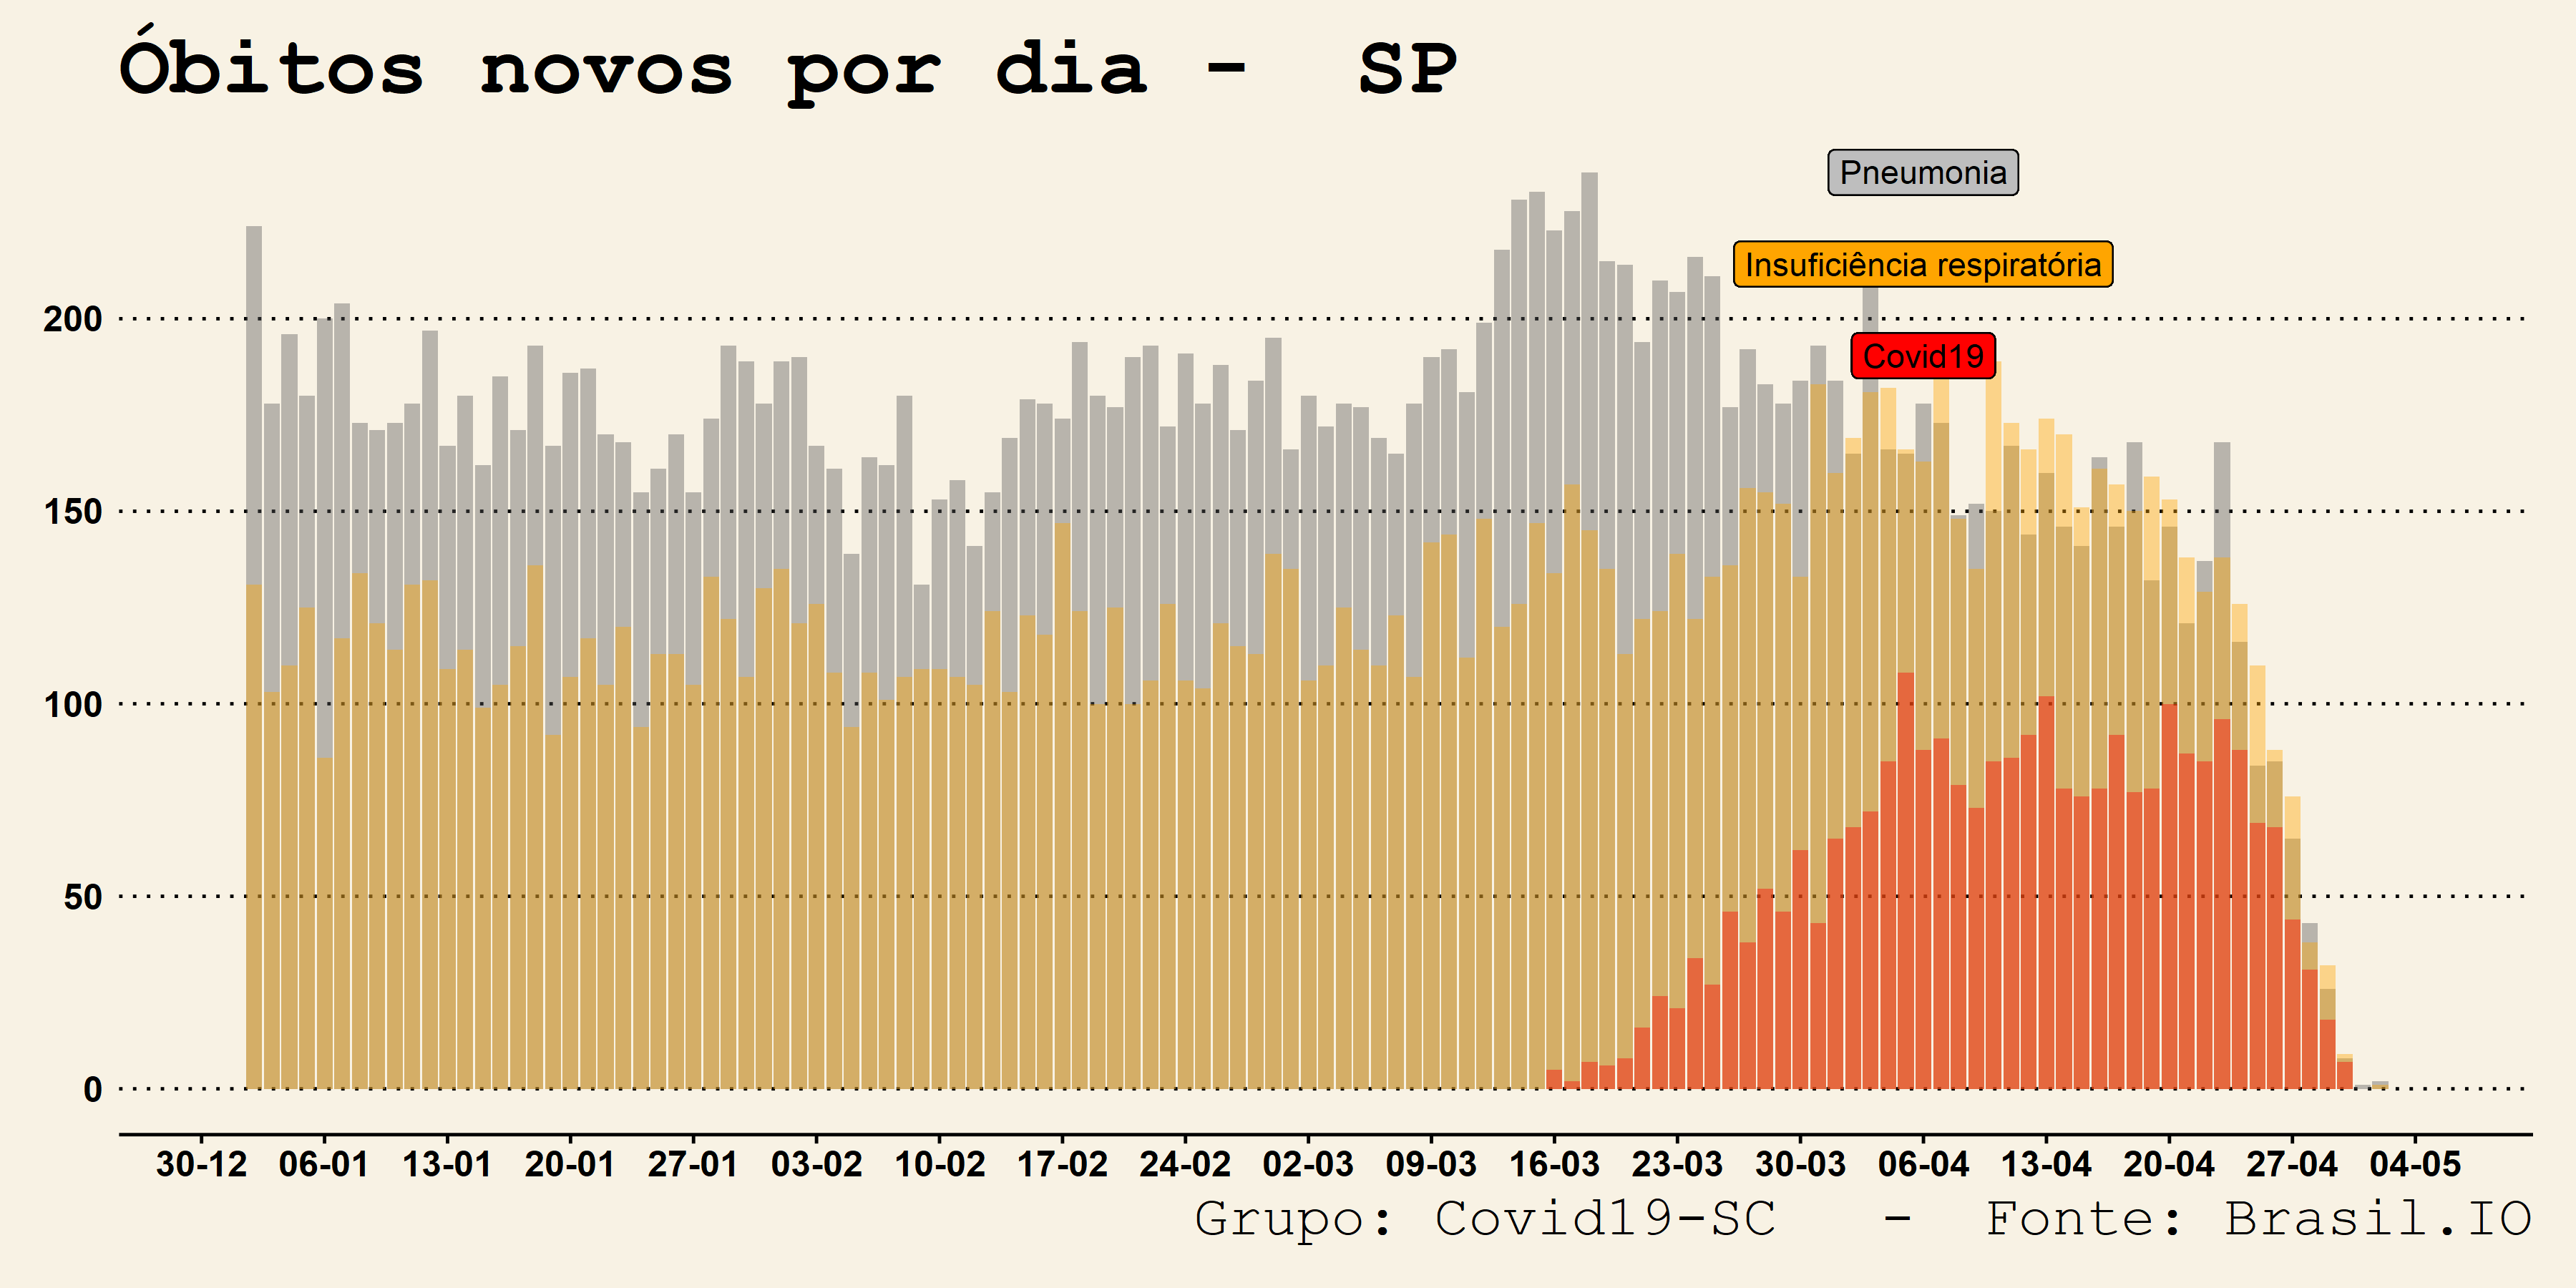 Óbitos novos por dia - SP
Pneumonia
Insuficiência respiratória
Covid19
200
150
100
50
0
30-12 06-01 13-01 20-01 27-01 03-02 10-02 17-02 24-02 02-03 09-03 16-03 23-03 30-03 06-04 13-04 20-04 27-04 04-05
Grupo: Covid19-SC - Fonte: Brasil.IO